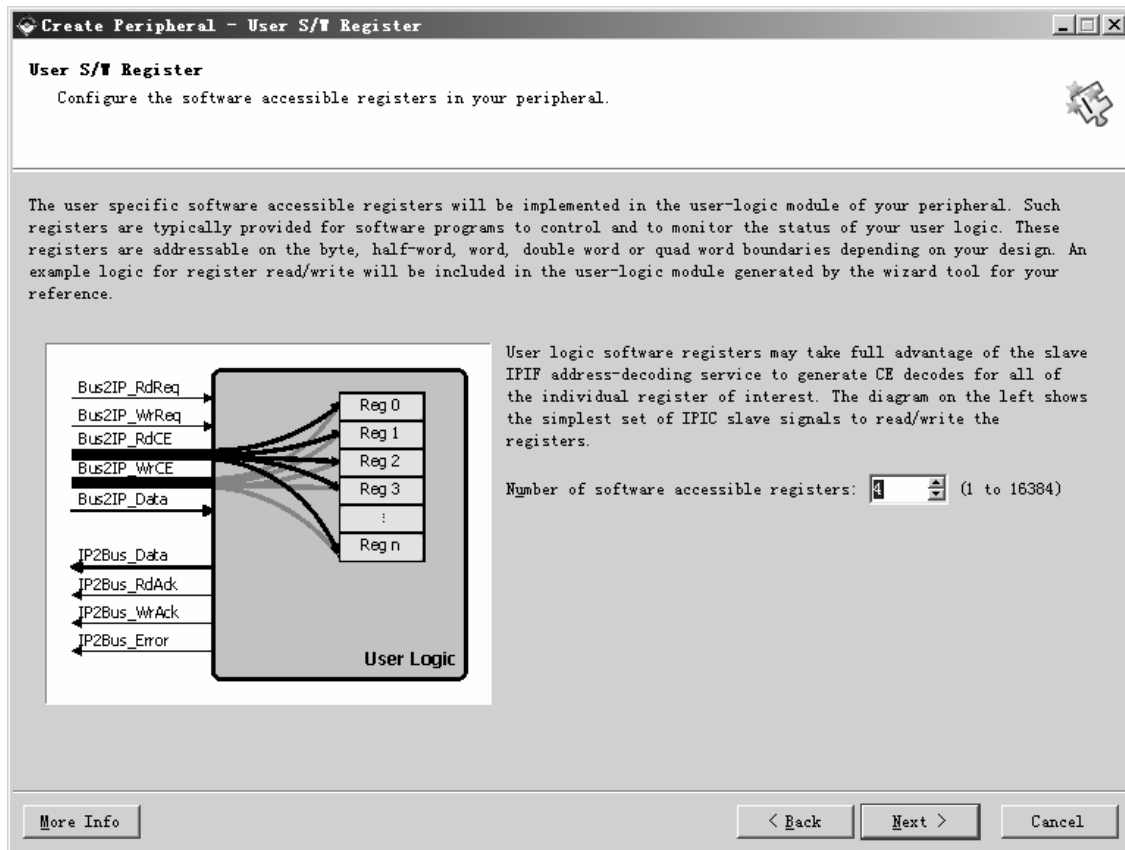 Create Peripheral - User S/W Register
User S/W Register
Configure the software accessible registers in your peripheral.
The user specific software accessible registers will be implemented in the user-logic module of your peripheral. Such
registers are typically provided for software programs to control and to monitor the status of your user logic. These
registers are addressable on the byte, half-word, word, double word or quad word boundaries depending on your design. An
example logic for register read/write will be included in the user-logic module generated by the wizard tool for your
reference.
Bus2IP_RdReq
Bus2IP_WrReq
Bus2IP_RdCE
Bus2IP_WrCE
Bus2IP_Data
IP2Bus_Data
IP2Bus_RdAck
IP2Bus_WrAck
IP2Bus_Error
Reg 0
Reg 1
Reg 2
Reg 3
⋮
Reg n
User Logic
User logic software registers may take full advantage of the slave
IPIF address-decoding service to generate CE decodes for all of
the individual register of interest. The diagram on the left shows
the simplest set of IPIC slave signals to read/write the
registers.
Number of software accessible registers: 4 (1 to 16384)
More Info
< Back
Next >
Cancel